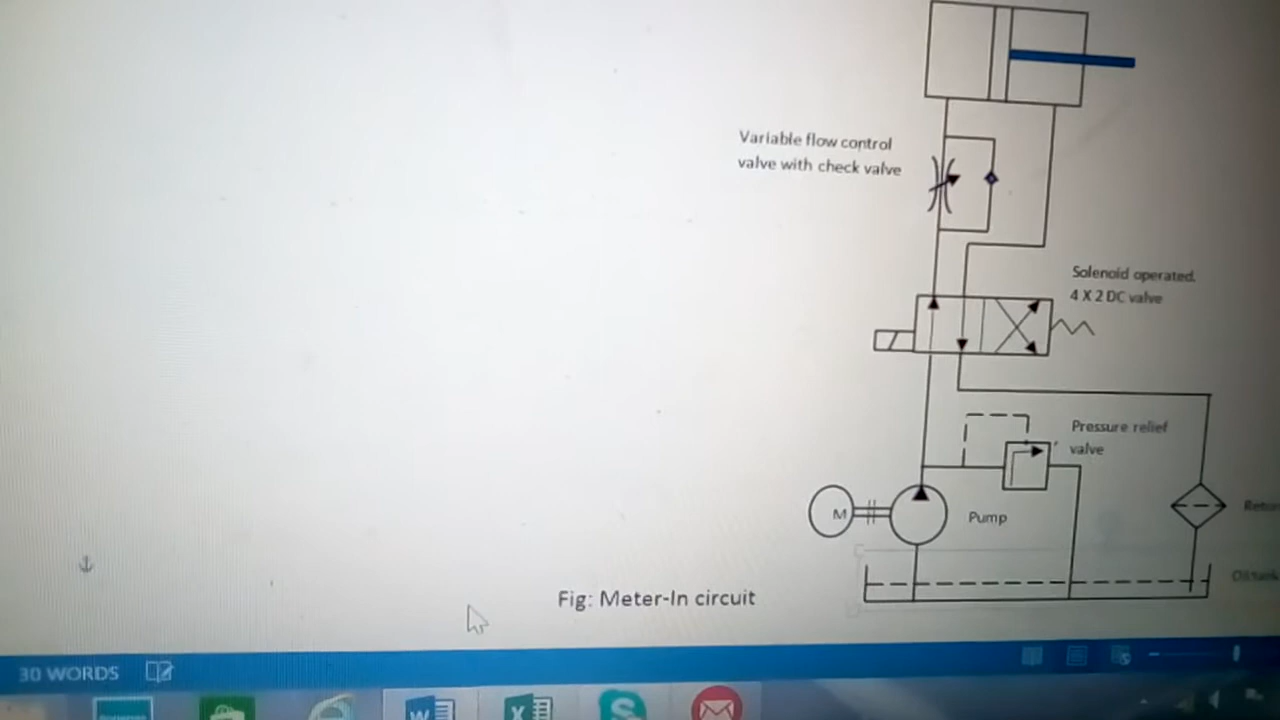 Variable flow control
valve with check valve
Solenoid operated.
4 X 2 DC valve
Pressure relief
valve
M
Pump
Fig: Meter-In circuit
30 WORDS